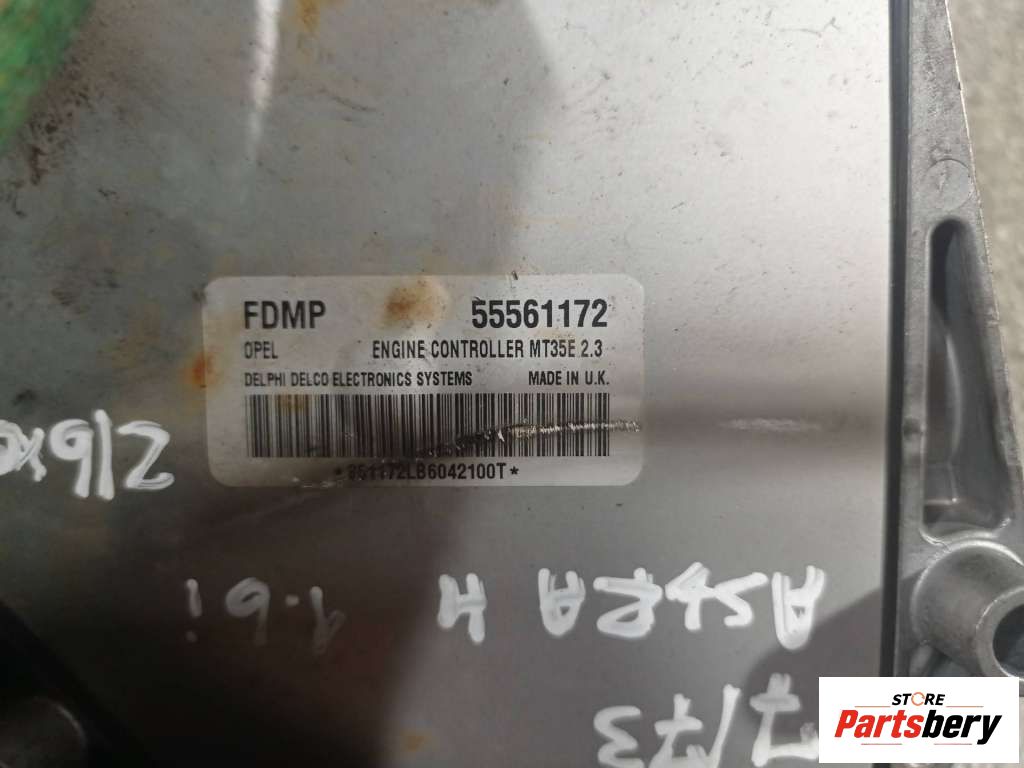 FDMP 55561172
OPEL ENGINE CONTROLLER MT35E 2.3
DELPHI DELCO ELECTRONICS SYSTEMS MADE IN U.K.
*351172LB6042100T*
ASTRA H 1.6i
STORE
Partsbery